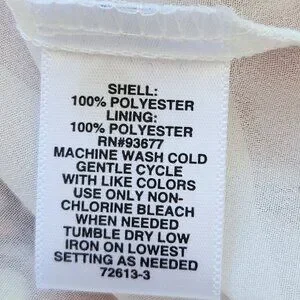 SHELL:
100% POLYESTER
LINING:
100% POLYESTER
RN#93677
MACHINE WASH COLD
GENTLE CYCLE
WITH LIKE COLORS
USE ONLY NON-
CHLORINE BLEACH
WHEN NEEDED
TUMBLE DRY LOW
IRON ON LOWEST
SETTING AS NEEDED
72613-3